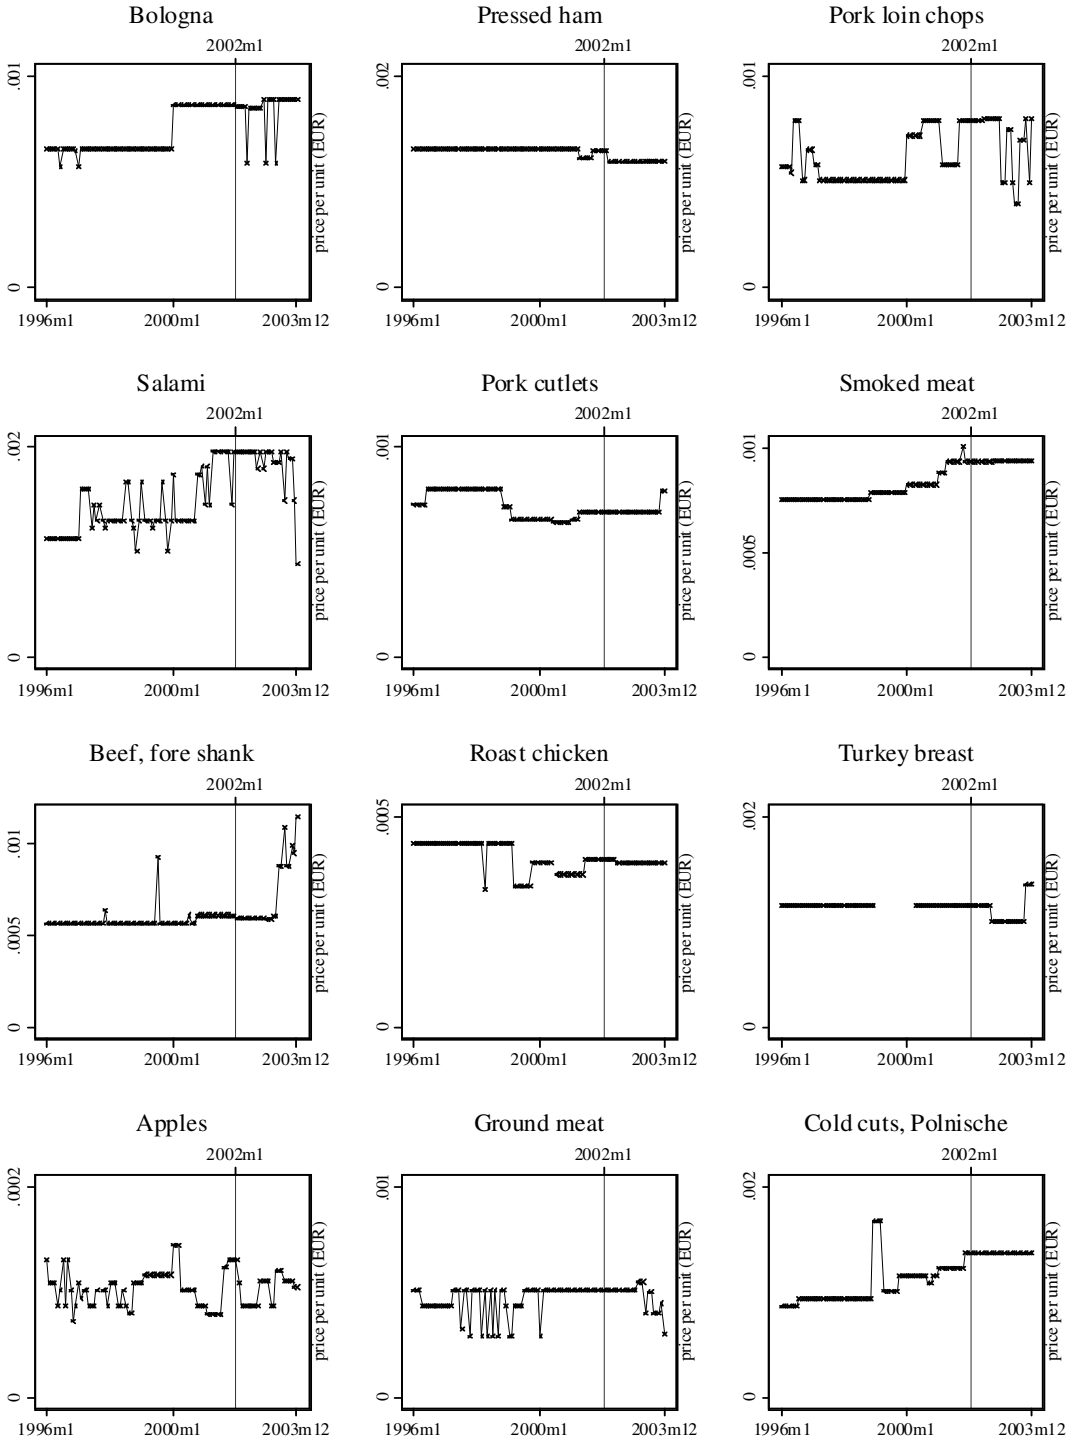 Bologna
Pressed ham
Pork loin chops
2002m1
2002m1
2002m1
.001
0
price per unit (EUR)
.002
0
price per unit (EUR)
.001
0
price per unit (EUR)
1996m1 2000m1 2003m12
1996m1 2000m1 2003m12
1996m1 2000m1 2003m12
Salami
Pork cutlets
Smoked meat
2002m1
2002m1
2002m1
.002
0
price per unit (EUR)
.001
0
price per unit (EUR)
.001
.0005
0
price per unit (EUR)
1996m1 2000m1 2003m12
1996m1 2000m1 2003m12
1996m1 2000m1 2003m12
Beef, fore shank
Roast chicken
Turkey breast
2002m1
2002m1
2002m1
.001
.0005
0
price per unit (EUR)
.0005
0
price per unit (EUR)
.002
0
price per unit (EUR)
1996m1 2000m1 2003m12
1996m1 2000m1 2003m12
1996m1 2000m1 2003m12
Apples
Ground meat
Cold cuts, Polnische
2002m1
2002m1
2002m1
.0002
0
price per unit (EUR)
.001
0
price per unit (EUR)
.002
0
price per unit (EUR)
1996m1 2000m1 2003m12
1996m1 2000m1 2003m12
1996m1 2000m1 2003m12